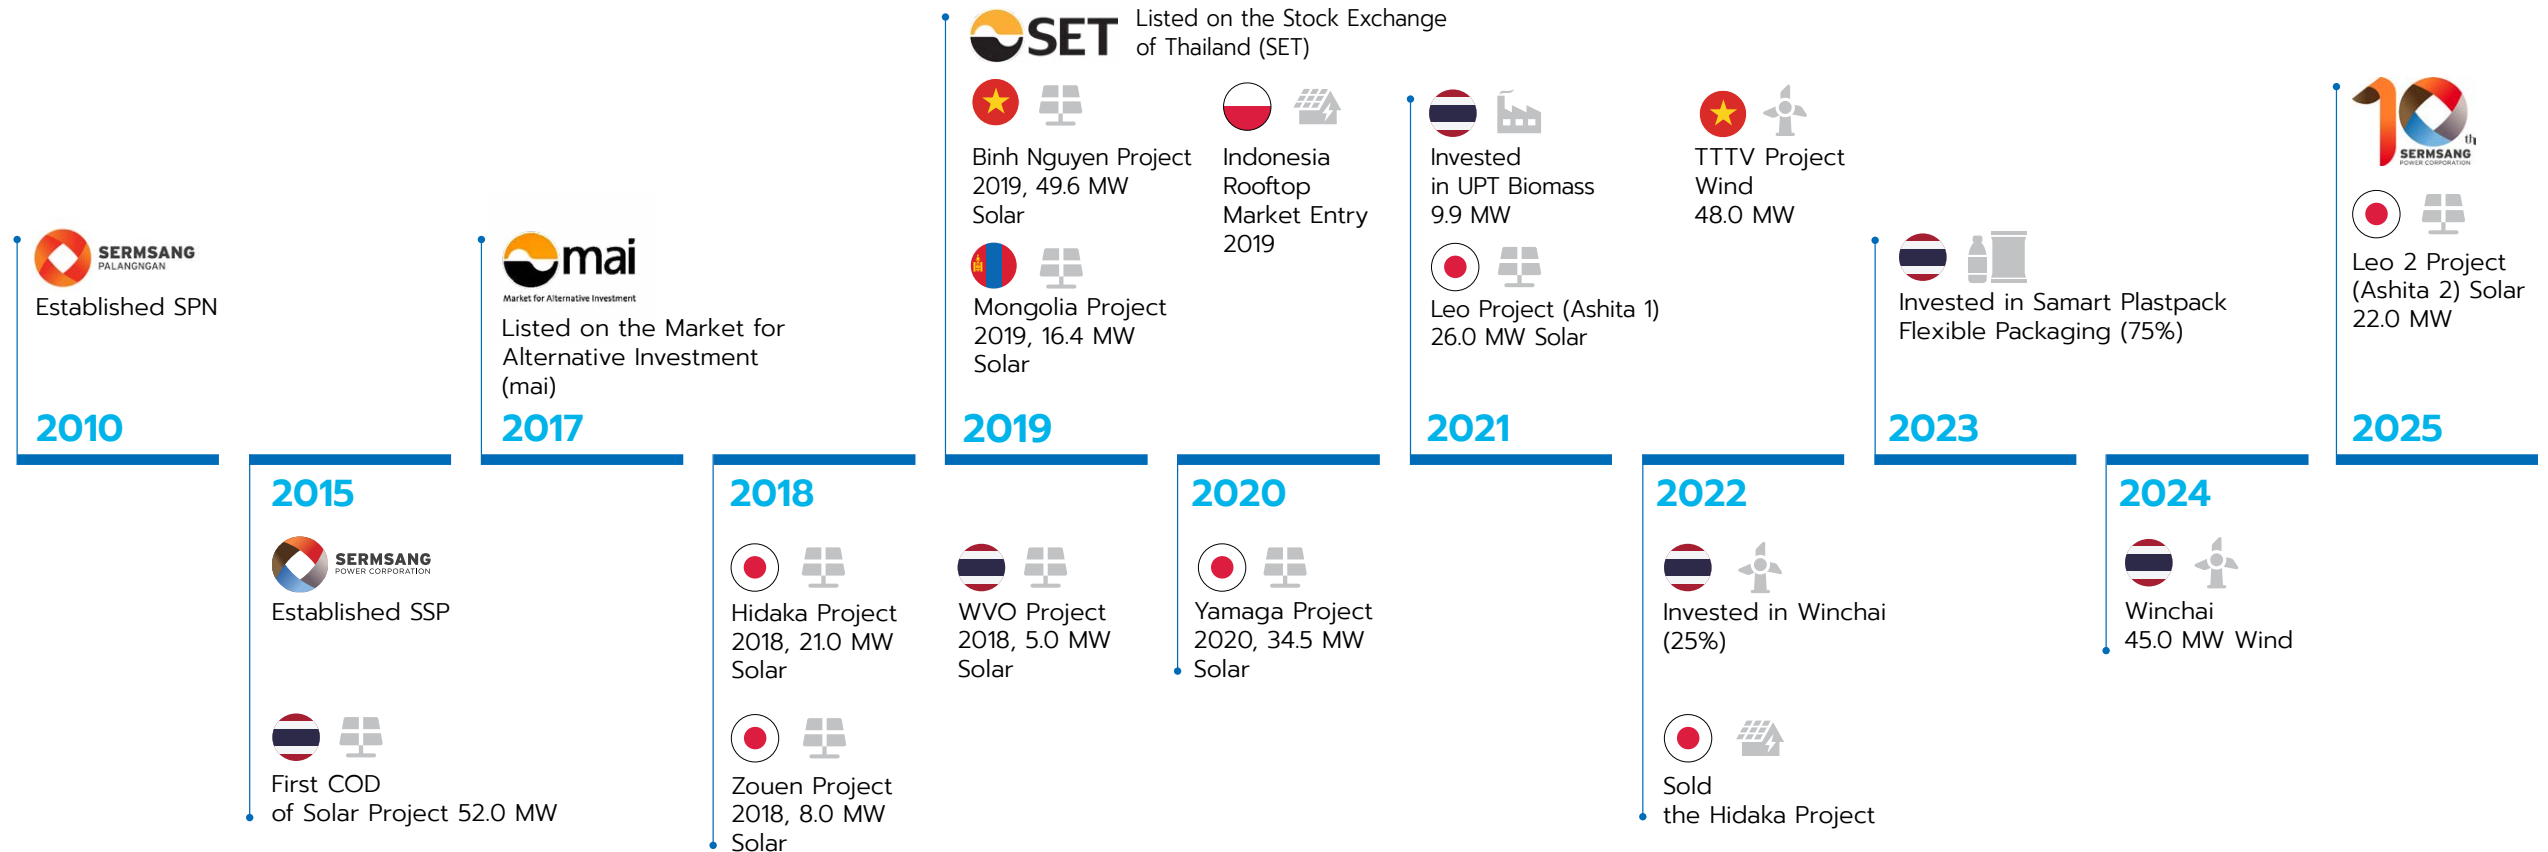 SERMSANG
PALANGNGAN
Established SPN
2010
2015
SERMSANG
POWER CORPORATION
Established SSP
First COD
of Solar Project 52.0 MW
mai
Market for Alternative Investment
Listed on the Market for
Alternative Investment
(mai)
2017
2018
Hidaka Project
2018, 21.0 MW
Solar
Zouen Project
2018, 8.0 MW
Solar
WVO Project
2018, 5.0 MW
Solar
SET
Listed on the Stock Exchange
of Thailand (SET)
Binh Nguyen Project
2019, 49.6 MW
Solar
Mongolia Project
2019, 16.4 MW
Solar
Indonesia
Rooftop
Market Entry
2019
2019
2020
Yamaga Project
2020, 34.5 MW
Solar
Invested
in UPT Biomass
9.9 MW
Leo Project (Ashita 1)
26.0 MW Solar
TTTV Project
Wind
48.0 MW
2021
2022
Invested in Winchai
(25%)
Sold
the Hidaka Project
Invested in Samart Plastpack
Flexible Packaging (75%)
2023
2024
Winchai
45.0 MW Wind
10th
SERMSANG
POWER CORPORATION
Leo 2 Project
(Ashita 2) Solar
22.0 MW
2025